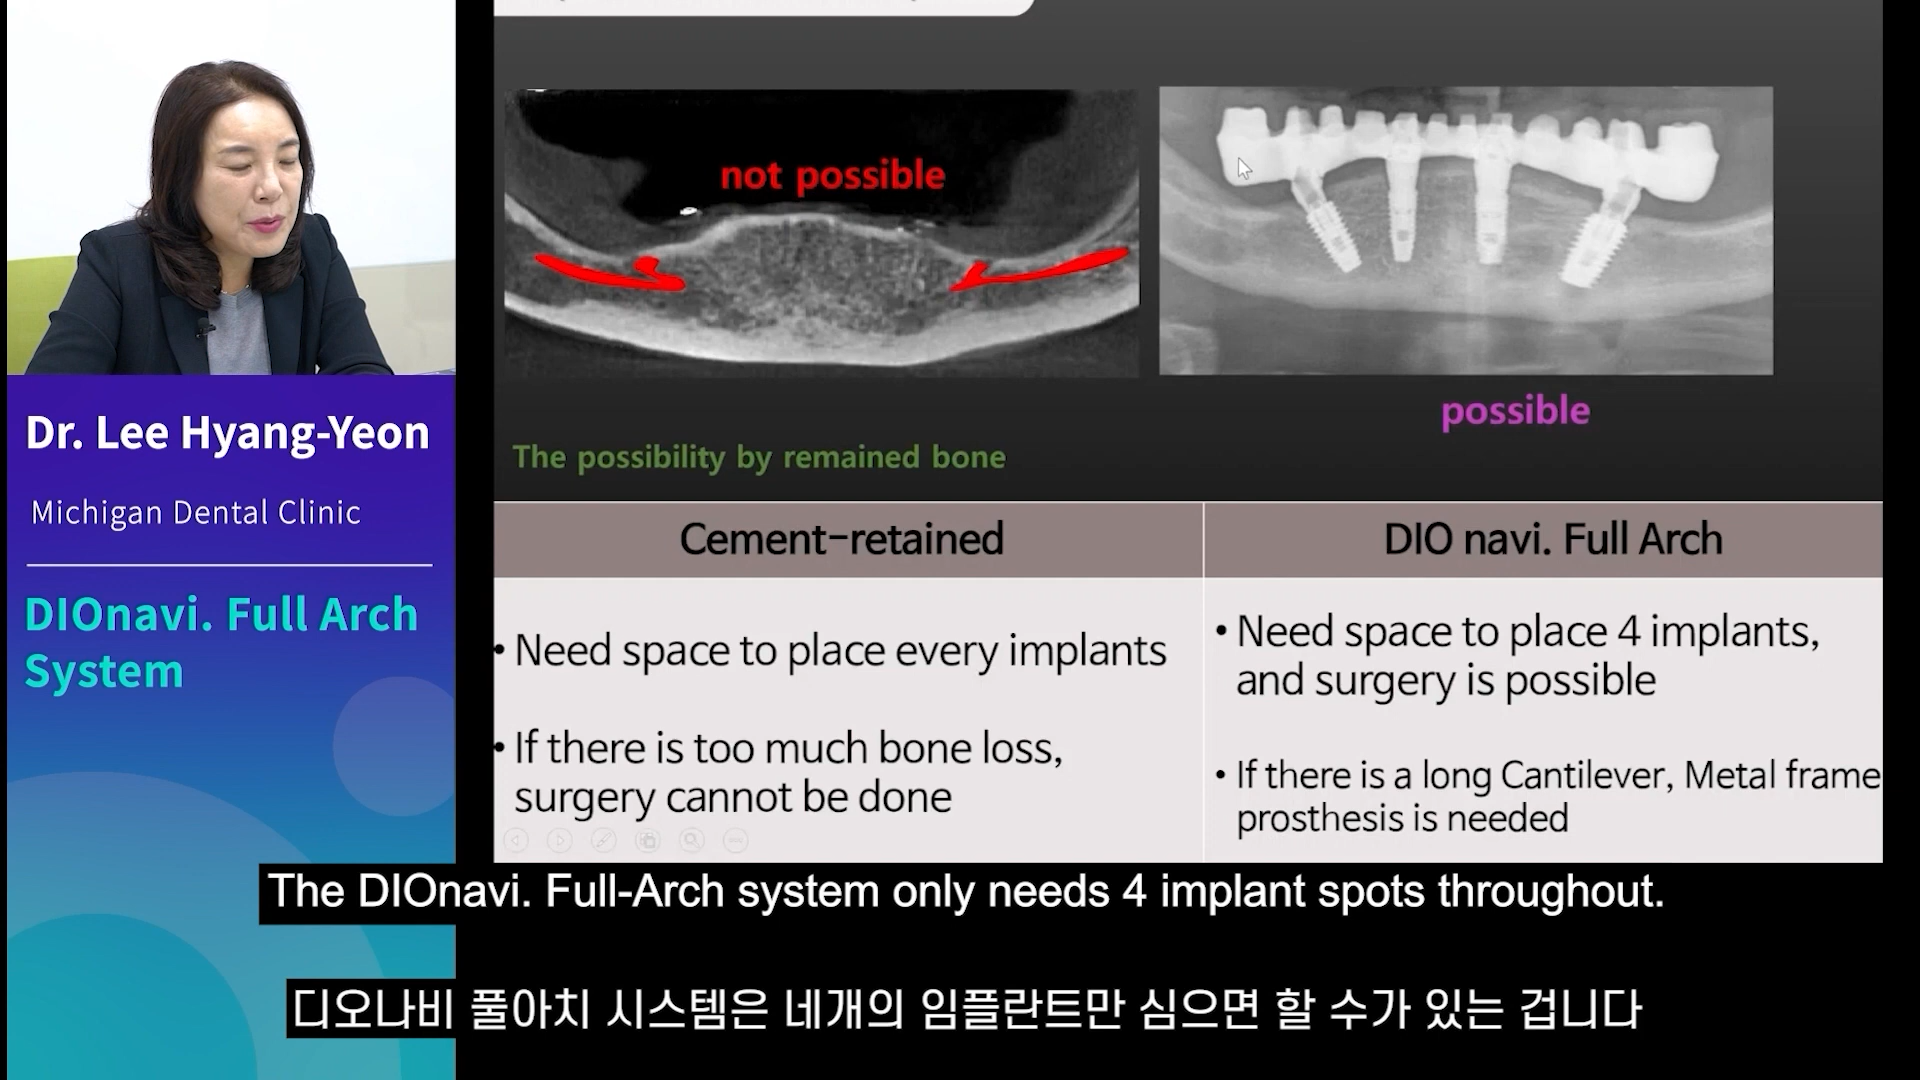 not possible
possible
The possibility by remained bone
Cement-retained
DIO navi. Full Arch
• Need space to place every implants
• If there is too much bone loss,
surgery cannot be done
• Need space to place 4 implants,
and surgery is possible
• If there is a long Cantilever, Metal frame
prosthesis is needed
Dr. Lee Hyang-Yeon
Michigan Dental Clinic
DIOnavi. Full Arch
System
The DIOnavi. Full-Arch system only needs 4 implant spots throughout.
디오나비 풀아치 시스템은 네개의 임플란트만 심으면 할 수가 있는 겁니다